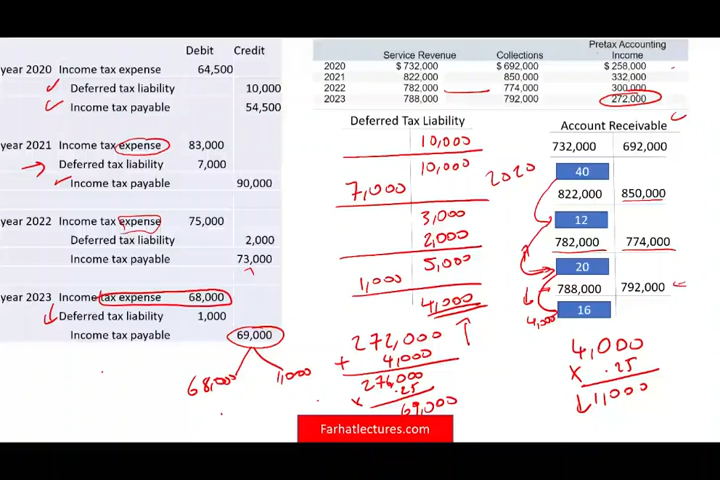 Debit Credit
year 2020 Income tax expense 64,500
Deferred tax liability 10,000
Income tax payable 54,500
year 2021 Income tax expense 83,000
Deferred tax liability 7,000
Income tax payable 90,000
year 2022 Income tax expense 75,000
Deferred tax liability 2,000
Income tax payable 73,000
year 2023 Income tax expense 68,000
Deferred tax liability 1,000
Income tax payable 69,000
68,000 1,000
Pretax Accounting
Service Revenue Collections Income
2020 $ 732,000 $ 692,000 $ 258,000
2021 822,000 850,000 332,000
2022 782,000 774,000 300,000
2023 788,000 792,000 272,000
Deferred Tax Liability
10,000
10,000
7,000
3,000
2,000
5,000
1,000
4,000
2020
272,000
+ 4,000
276,000
x .25
69,000
Account Receivable
732,000 692,000
40
822,000 850,000
12
782,000 774,000
20
788,000 792,000
4,000 16
4,000
x .25
1,000
Farhatlectures.com